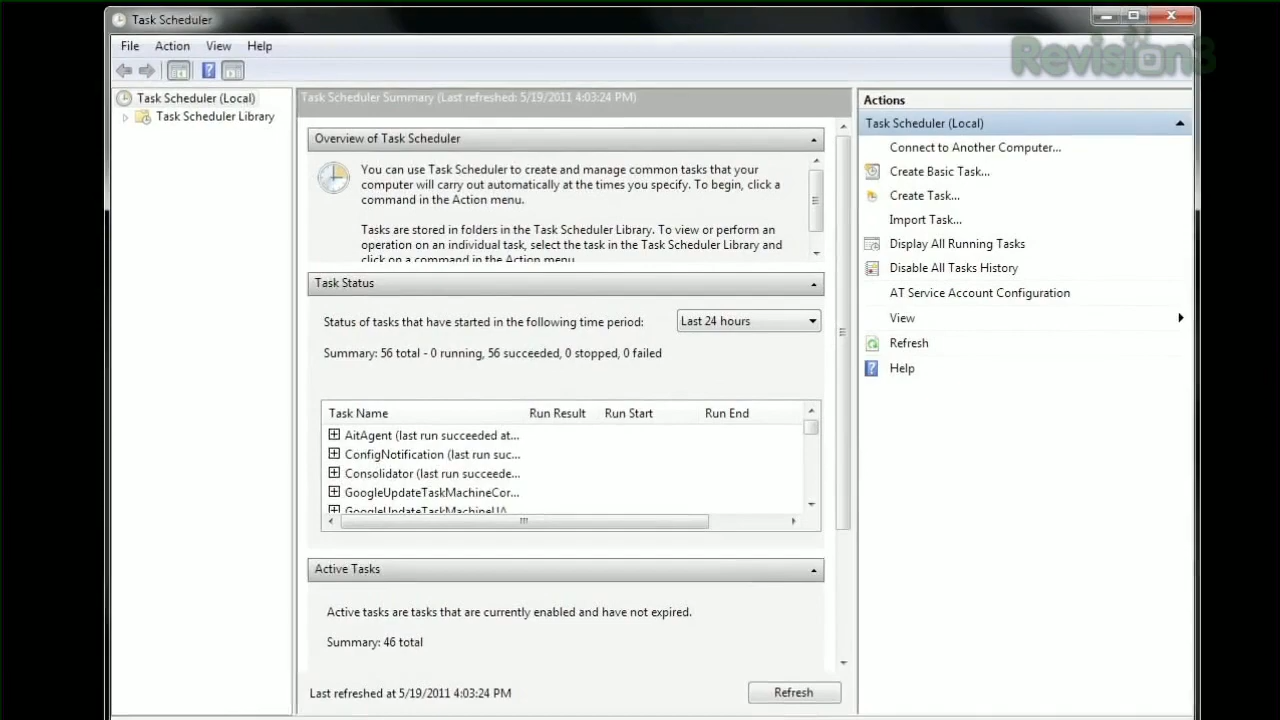 Task Scheduler
Revision3
File Action View Help
Task Scheduler (Local)
Task Scheduler Library
Task Scheduler Summary (Last refreshed: 5/19/2011 4:03:24 PM)
Overview of Task Scheduler
You can use Task Scheduler to create and manage common tasks that your
computer will carry out automatically at the times you specify. To begin, click a
command in the Action menu.
Tasks are stored in folders in the Task Scheduler Library. To view or perform an
operation on an individual task, select the task in the Task Scheduler Library and
click on a command in the Action menu.
Task Status
Status of tasks that have started in the following time period:
Last 24 hours
Summary: 56 total - 0 running, 56 succeeded, 0 stopped, 0 failed
Task Name Run Result Run Start Run End
AitAgent (last run succeeded at...
ConfigNotification (last run suc...
Consolidator (last run succeede...
GoogleUpdateTaskMachineCor...
GoogleUpdateTaskMachineUA
Active Tasks
Active tasks are tasks that are currently enabled and have not expired.
Summary: 46 total
Last refreshed at 5/19/2011 4:03:24 PM
Refresh
Actions
Task Scheduler (Local)
Connect to Another Computer...
Create Basic Task...
Create Task...
Import Task...
Display All Running Tasks
Disable All Tasks History
AT Service Account Configuration
View
Refresh
Help